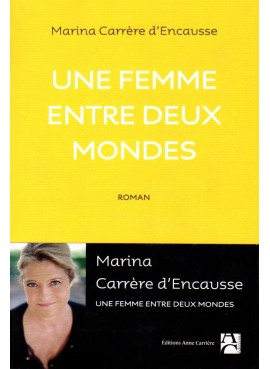 Marina Carrère d'Encausse
UNE FEMME
ENTRE DEUX
MONDES
ROMAN
Marina
Carrère d'Encausse
UNE FEMME ENTRE DEUX MONDES
Éditions Anne Carrière